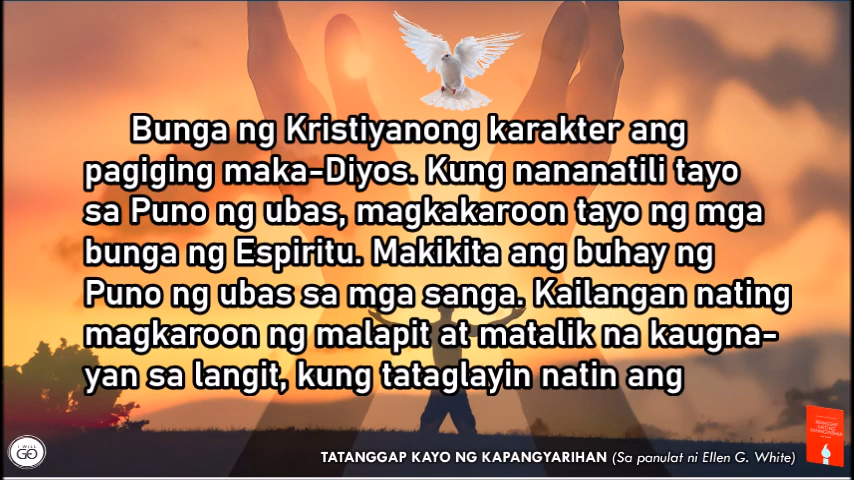 Bunga ng Kristiyanong karakter ang
pagiging maka-Diyos. Kung nananatili tayo
sa Puno ng ubas, magkakaroon tayo ng mga
bunga ng Espiritu. Makikita ang buhay ng
Puno ng ubas sa mga sanga. Kailangan nating
magkaroon ng malapit at matalik na kaugna-
yan sa langit, kung tataglayin natin ang
I WILL
GO
TATANGGAP KAYO NG KAPANGYARIHAN (Sa panulat ni Ellen G. White)